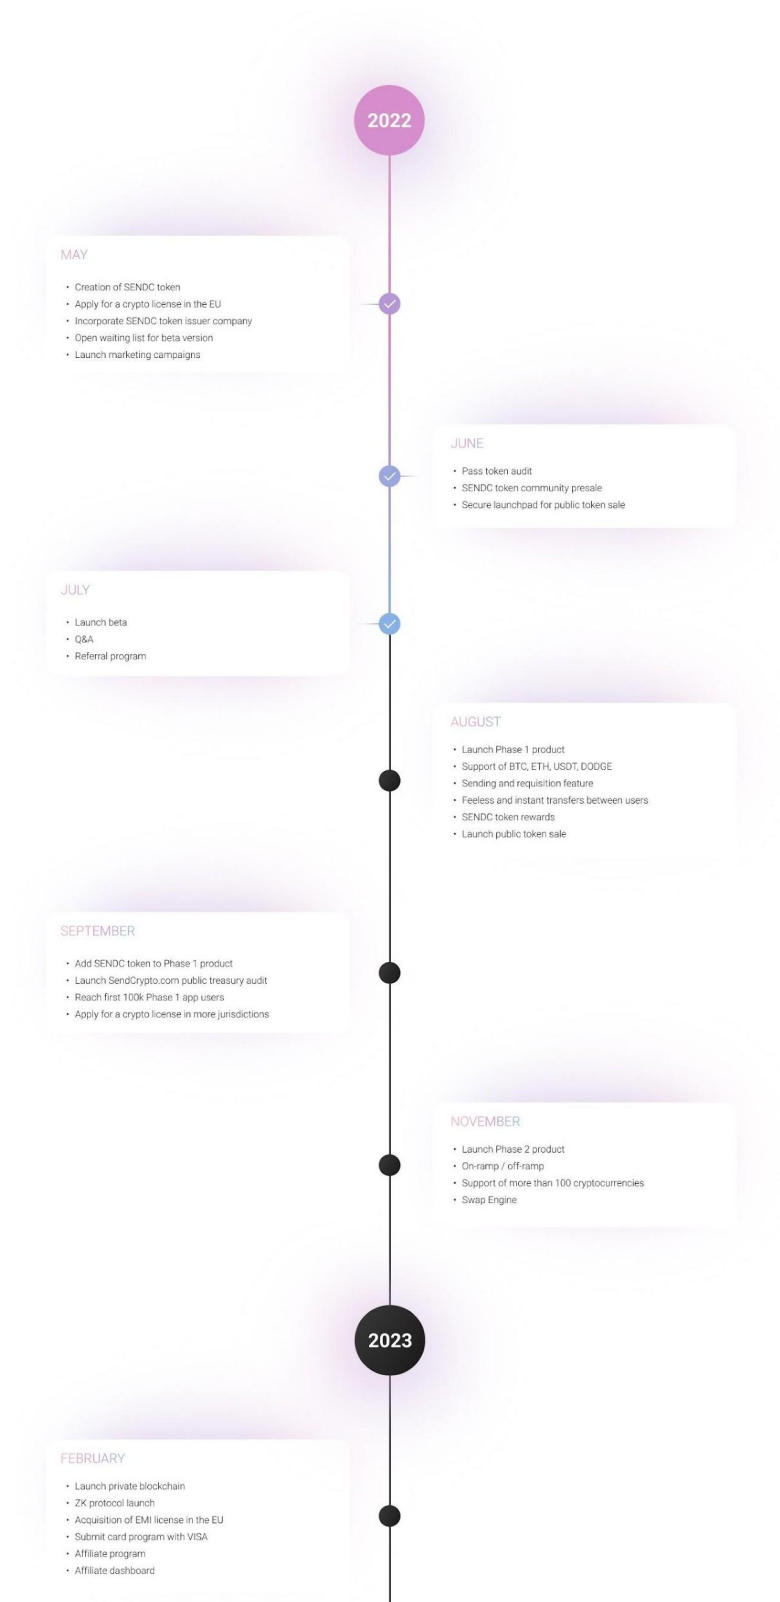 2022
MAY
• Creation of SENDC token
• Apply for a crypto license in the EU
• Incorporate SENDC token issuer company
• Open waiting list for beta version
• Launch marketing campaigns
JUNE
• Pass token audit
• SENDC token community presale
• Secure launchpad for public token sale
JULY
• Launch beta
• Q&A
• Referral program
AUGUST
• Launch Phase 1 product
• Support of BTC, ETH, USDT, DODGE
• Sending and requisition feature
• Feeless and instant transfers between users
• SENDC token rewards
• Launch public token sale
SEPTEMBER
• Add SENDC token to Phase 1 product
• Launch SendCrypto.com public treasury audit
• Reach first 100k Phase 1 app users
• Apply for a crypto license in more jurisdictions
NOVEMBER
• Launch Phase 2 product
• On-ramp / off-ramp
• Support of more than 100 cryptocurrencies
• Swap Engine
2023
FEBRUARY
• Launch private blockchain
• ZK protocol launch
• Acquisition of EMI license in the EU
• Submit card program with VISA
• Affiliate program
• Affiliate dashboard